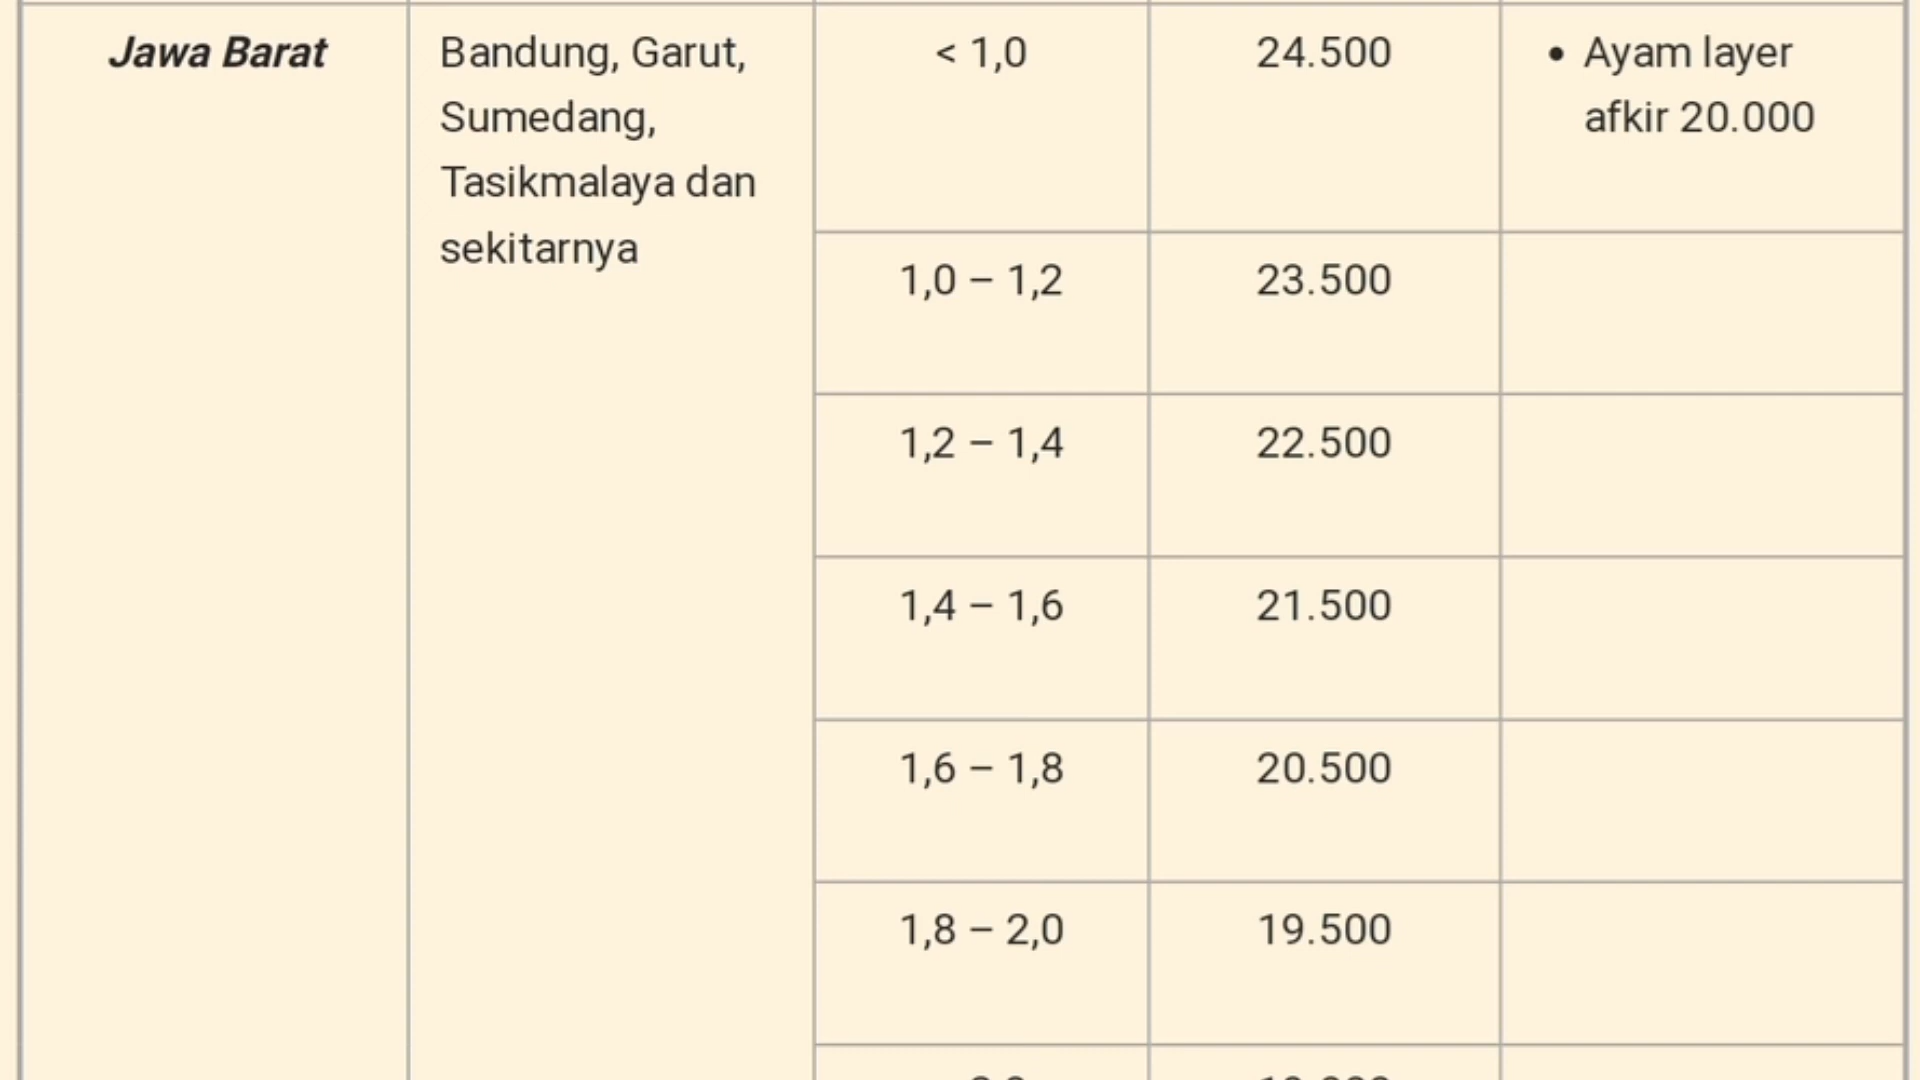 Jawa Barat
Bandung, Garut,
Sumedang,
Tasikmalaya dan
sekitarnya
< 1,0
24.500
• Ayam layer
afkir 20.000
1,0 – 1,2
23.500
1,2 – 1,4
22.500
1,4 – 1,6
21.500
1,6 – 1,8
20.500
1,8 – 2,0
19.500